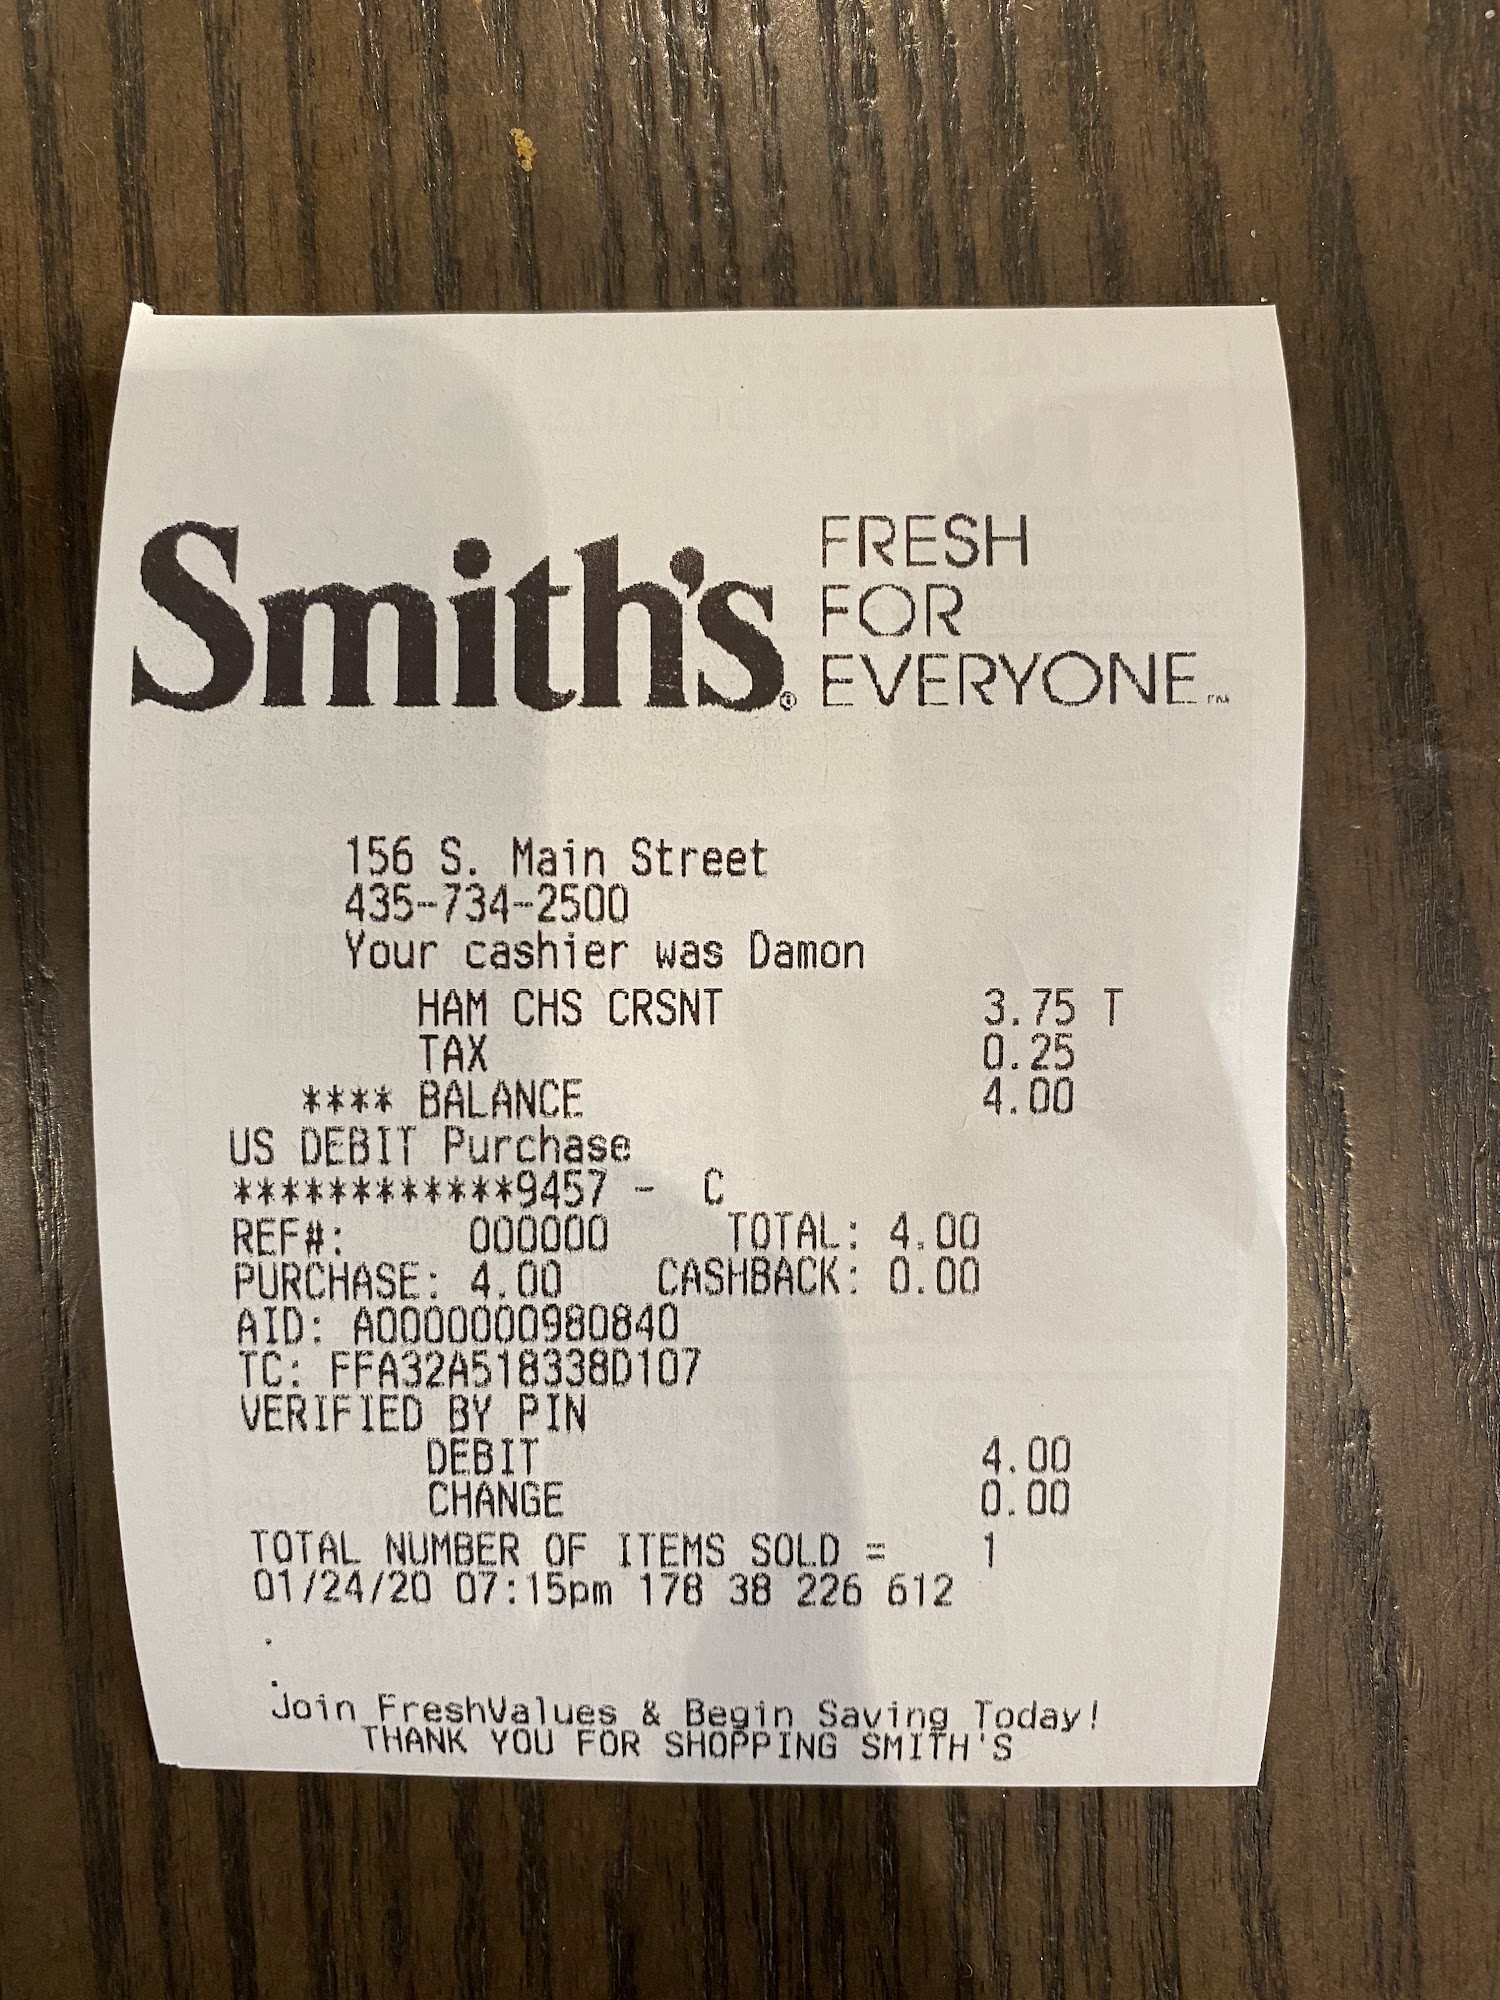 Smith's® FRESH
FOR
EVERYONE™
156 S. Main Street
435-734-2500
Your cashier was Damon
HAM CHS CRSNT 3.75 T
TAX 0.25
**** BALANCE 4.00
US DEBIT Purchase
************9457 - C
REF#: 000000 TOTAL: 4.00
PURCHASE: 4.00 CASHBACK: 0.00
AID: A0000000980840
TC: FFA32A518338D107
VERIFIED BY PIN
DEBIT 4.00
CHANGE 0.00
TOTAL NUMBER OF ITEMS SOLD = 1
01/24/20 07:15pm 178 38 226 612
.
.
Join FreshValues & Begin Saving Today!
THANK YOU FOR SHOPPING SMITH'S